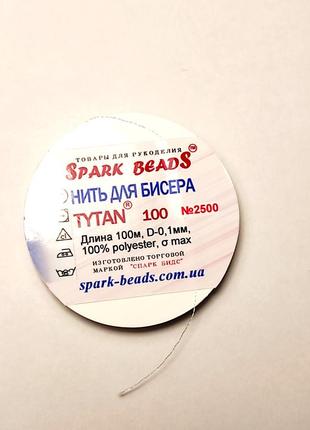 ТОВАРЫ ДЛЯ РУКОДЕЛИЯ
SPARK BEADS™
НИТЬ ДЛЯ БИСЕРА
TYTAN® 100 №2500
Длина 100м, D-0,1мм,
100% polyester, σ max
ИЗГОТОВЛЕНО ТОРГОВОЙ
МАРКОЙ "СПАРК БИДС"
spark-beads.com.ua